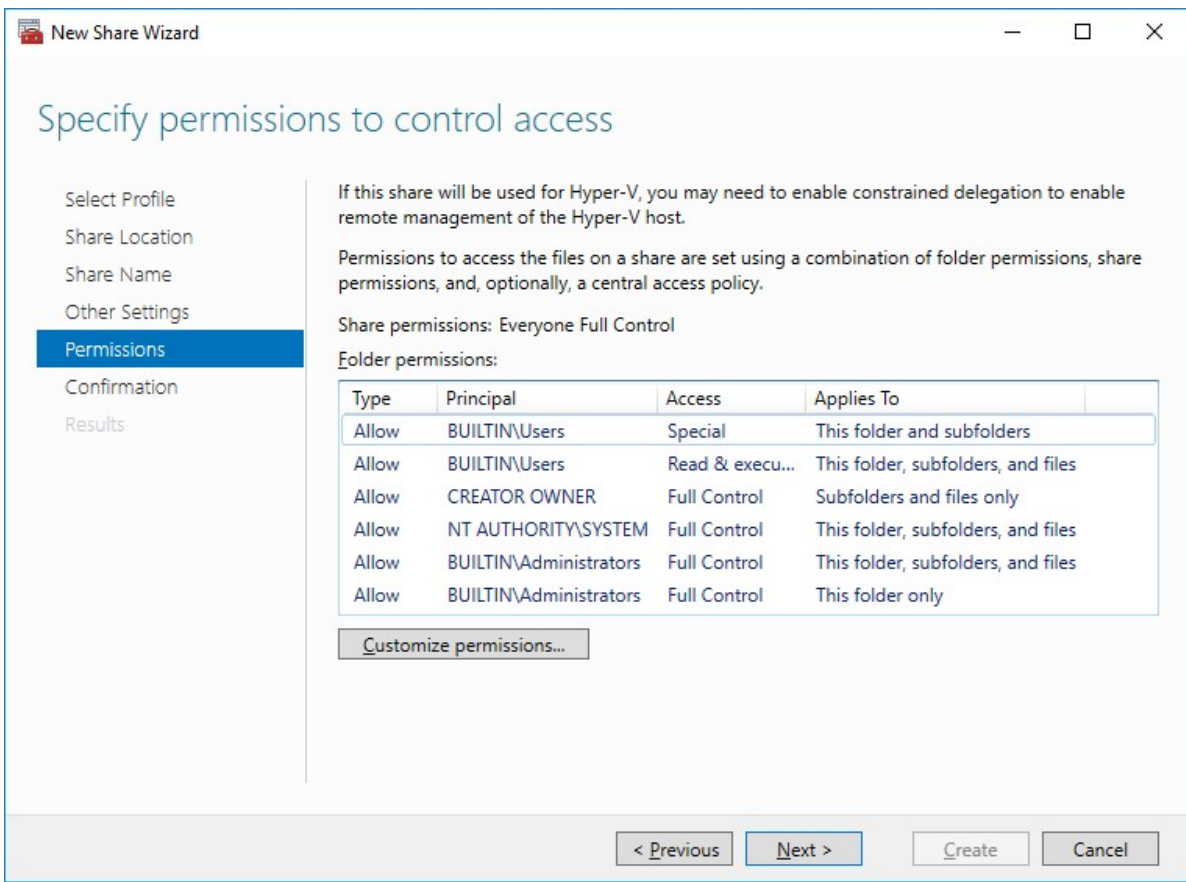 New Share Wizard
Specify permissions to control access
Select Profile
Share Location
Share Name
Other Settings
Permissions
Confirmation
Results
If this share will be used for Hyper-V, you may need to enable constrained delegation to enable
remote management of the Hyper-V host.
Permissions to access the files on a share are set using a combination of folder permissions, share
permissions, and, optionally, a central access policy.
Share permissions: Everyone Full Control
Folder permissions:
Type Principal Access Applies To
Allow BUILTIN\Users Special This folder and subfolders
Allow BUILTIN\Users Read & execu... This folder, subfolders, and files
Allow CREATOR OWNER Full Control Subfolders and files only
Allow NT AUTHORITY\SYSTEM Full Control This folder, subfolders, and files
Allow BUILTIN\Administrators Full Control This folder, subfolders, and files
Allow BUILTIN\Administrators Full Control This folder only
Customize permissions...
< Previous Next > Create Cancel